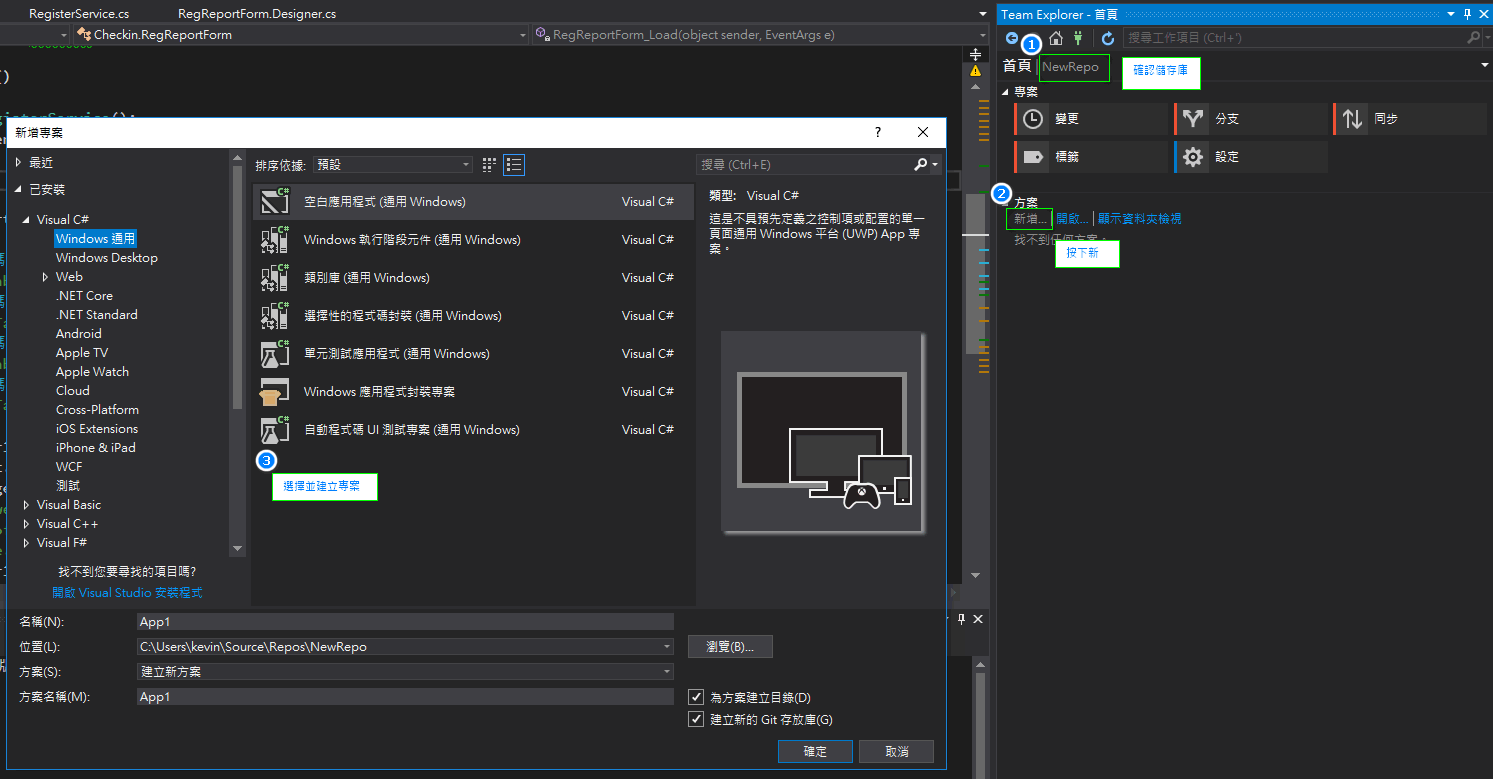 RegisterService.cs
RegReportForm.Designer.cs
Checkin.RegReportForm
RegReportForm_Load(object sender, EventArgs e)
新增專案
?
最近
已安裝
Visual C#
Windows 通用
Windows Desktop
Web
.NET Core
.NET Standard
Android
Apple TV
Apple Watch
Cloud
Cross-Platform
iOS Extensions
iPhone & iPad
WCF
測試
Visual Basic
Visual C++
Visual F#
找不到您要尋找的項目嗎?
開啟 Visual Studio 安裝程式
排序依據: 預設
搜尋 (Ctrl+E)
空白應用程式 (通用 Windows) Visual C#
Windows 執行階段元件 (通用 Windows) Visual C#
類別庫 (通用 Windows) Visual C#
選擇性的程式碼封裝 (通用 Windows) Visual C#
單元測試應用程式 (通用 Windows) Visual C#
Windows 應用程式封裝專案 Visual C#
自動程式碼 UI 測試專案 (通用 Windows) Visual C#
3
選擇並建立專案
類型: Visual C#
這是不具預先定義之控制項或配置的單一
頁面通用 Windows 平台 (UWP) App 專
案。
名稱(N): App1
位置(L): C:\Users\kevin\Source\Repos\NewRepo
瀏覽(B)...
方案(S): 建立新方案
方案名稱(M): App1
為方案建立目錄(D)
建立新的 Git 存放庫(G)
確定
取消
Team Explorer - 首頁
1
搜尋工作項目 (Ctrl+')
首頁 | NewRepo
確認儲存庫
專案
變更
分支
同步
標籤
設定
2
方案
新增... 開啟... | 顯示資料夾檢視
找不到任何方案。
按下新